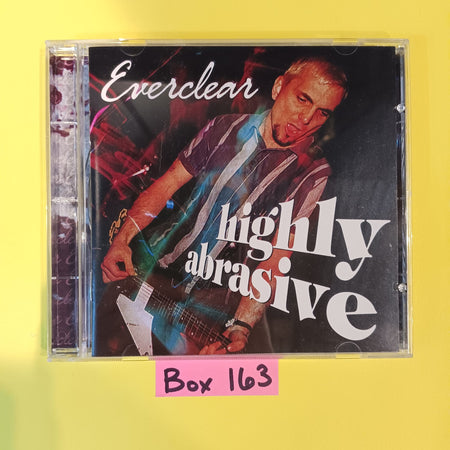 Everclear
highly
abrasive
Box 163